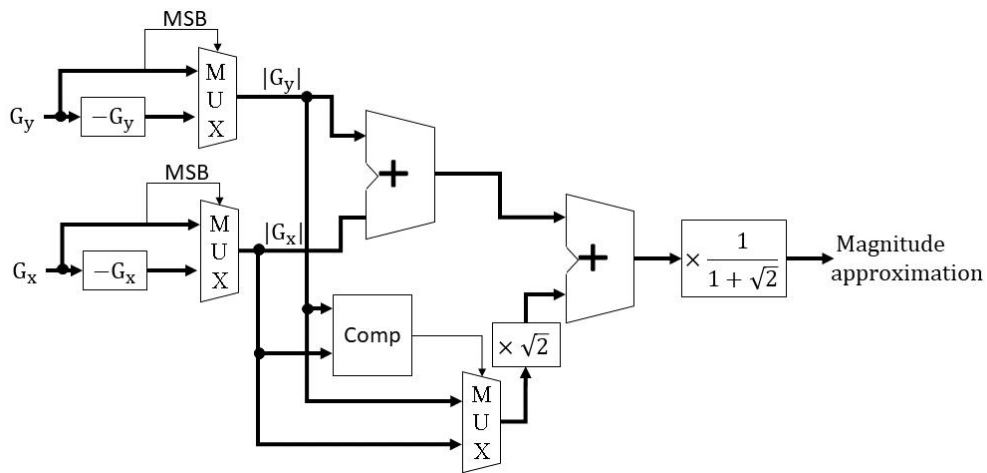 MSB
M
U
X
G_y
−G_y
|G_y|
+
MSB
M
U
X
G_x
−G_x
|G_x|
+
× 1 / (1 + √2)
Magnitude
approximation
Comp
× √2
M
U
X